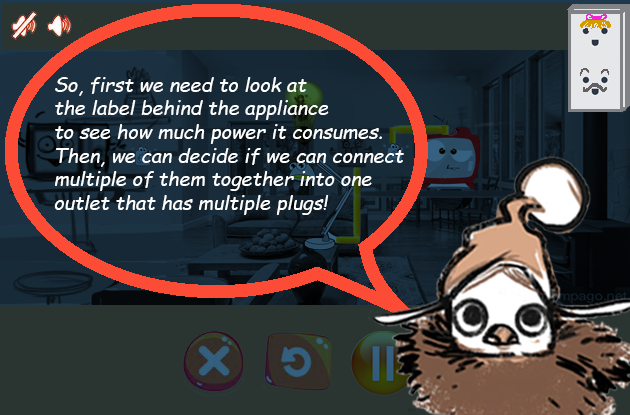 So, first we need to look at
the label behind the appliance
to see how much power it consumes.
Then, we can decide if we can connect
multiple of them together into one
outlet that has multiple plugs!